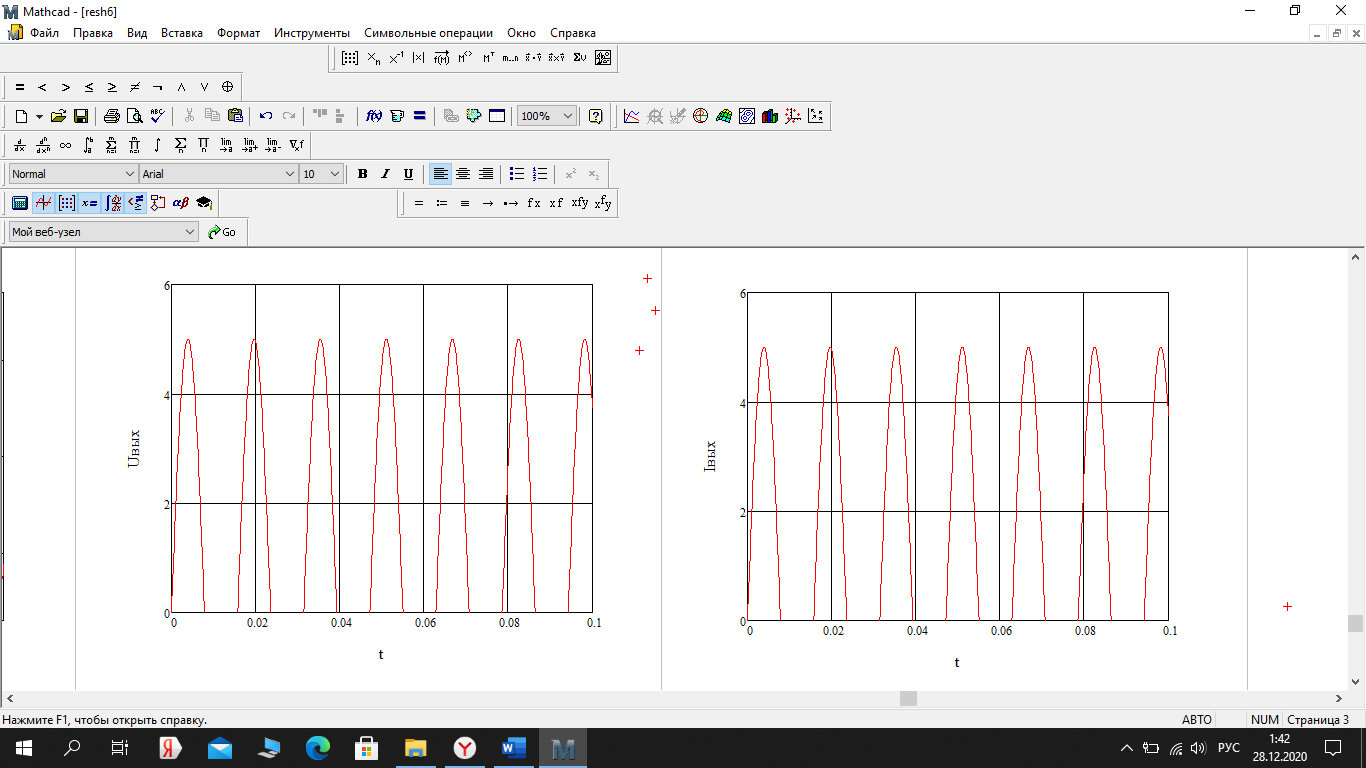 Mathcad - [resh6]
Файл Правка Вид Вставка Формат Инструменты Символьные операции Окно Справка
100%
Normal Arial 10 B I U
Мой веб-узел Go
6
4
2
0
Uвых
0 0.02 0.04 0.06 0.08 0.1
t
6
4
2
0
Iвых
0 0.02 0.04 0.06 0.08 0.1
t
Нажмите F1, чтобы открыть справку. АВТО NUM Страница 3
РУС 1:42
28.12.2020